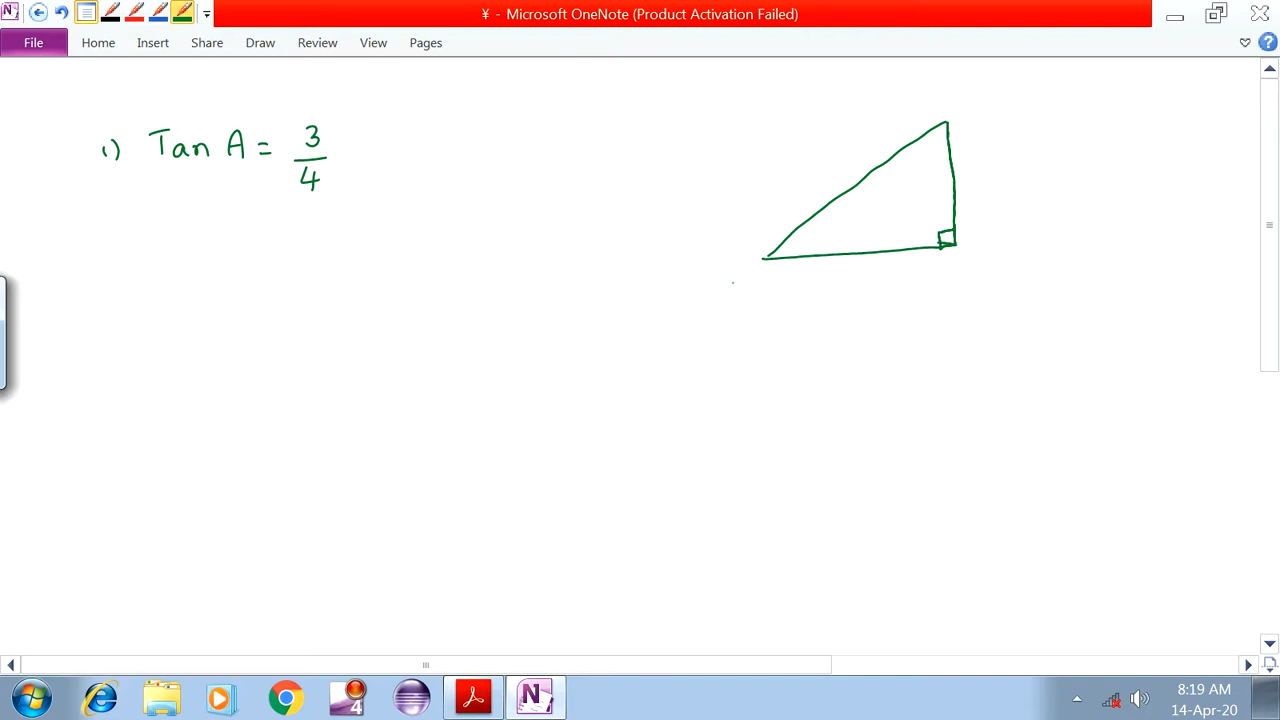 ¥ - Microsoft OneNote (Product Activation Failed)
File Home Insert Share Draw Review View Pages
1) Tan A = 3
4
4
8:19 AM
14-Apr-20